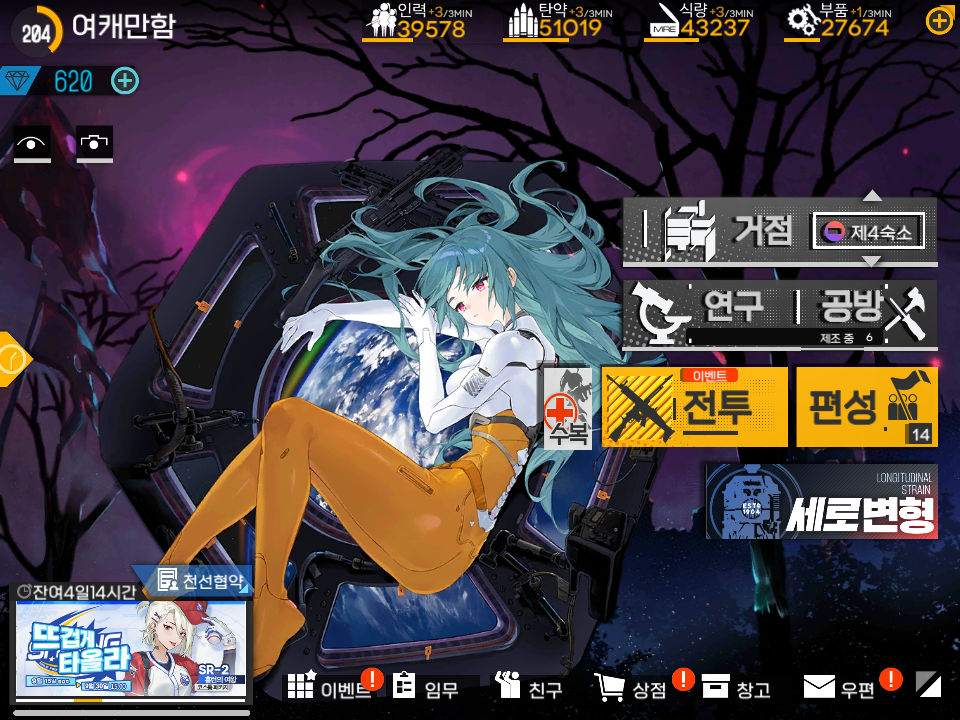 204
여캐만함
인력 +3/3MIN
39578
탄약 +3/3MIN
51019
식량 +3/3MIN
MRE
43237
부품 +1/3MIN
27674
620
거점
제4숙소
연구
공방
제조 중 6
수복
이벤트
전투
편성
14
LONGITUDINAL
STRAIN
ESTD
1904
세로변형
천선협약
잔여4일14시간
뜨겁게
타올라
SR-2
이벤트
임무
친구
상점
창고
우편